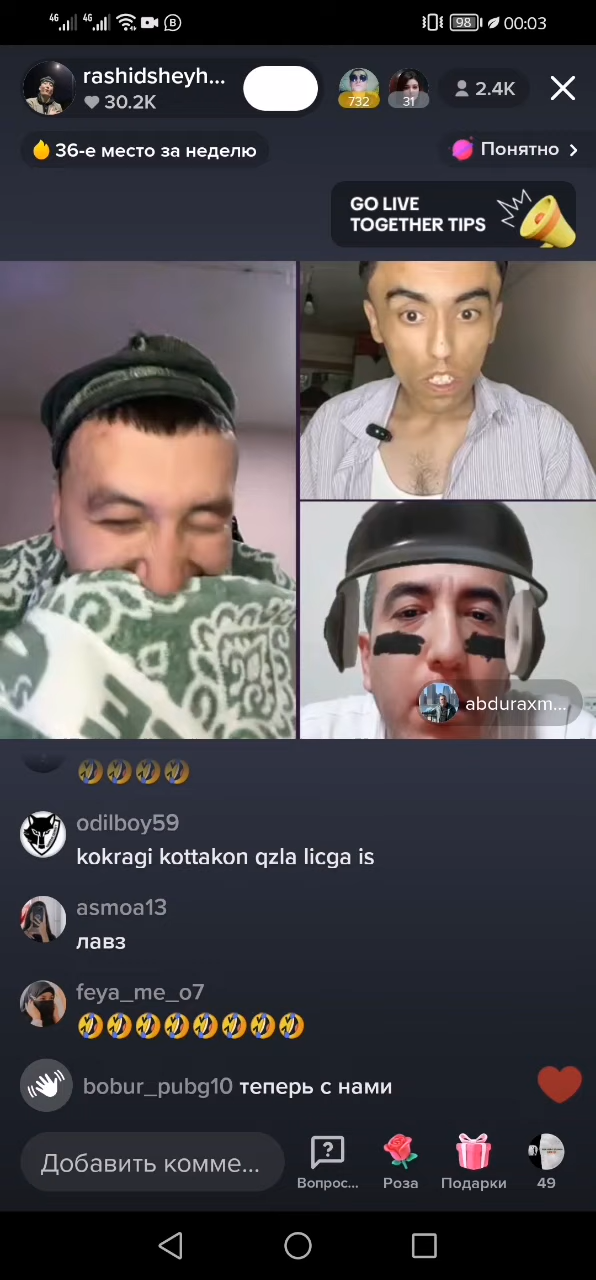 4G 4G 98 00:03
rashidsheyh...
30.2K
732
31
2.4K
36-е место за неделю
Понятно
GO LIVE
TOGETHER TIPS
abduraxm...
odilboy59
kokragi kottakon qzla licga is
asmoa13
лавз
feya_me_o7
bobur_pubg10 теперь с нами
Добавить комме...
Вопрос...
Роза
Подарки
49